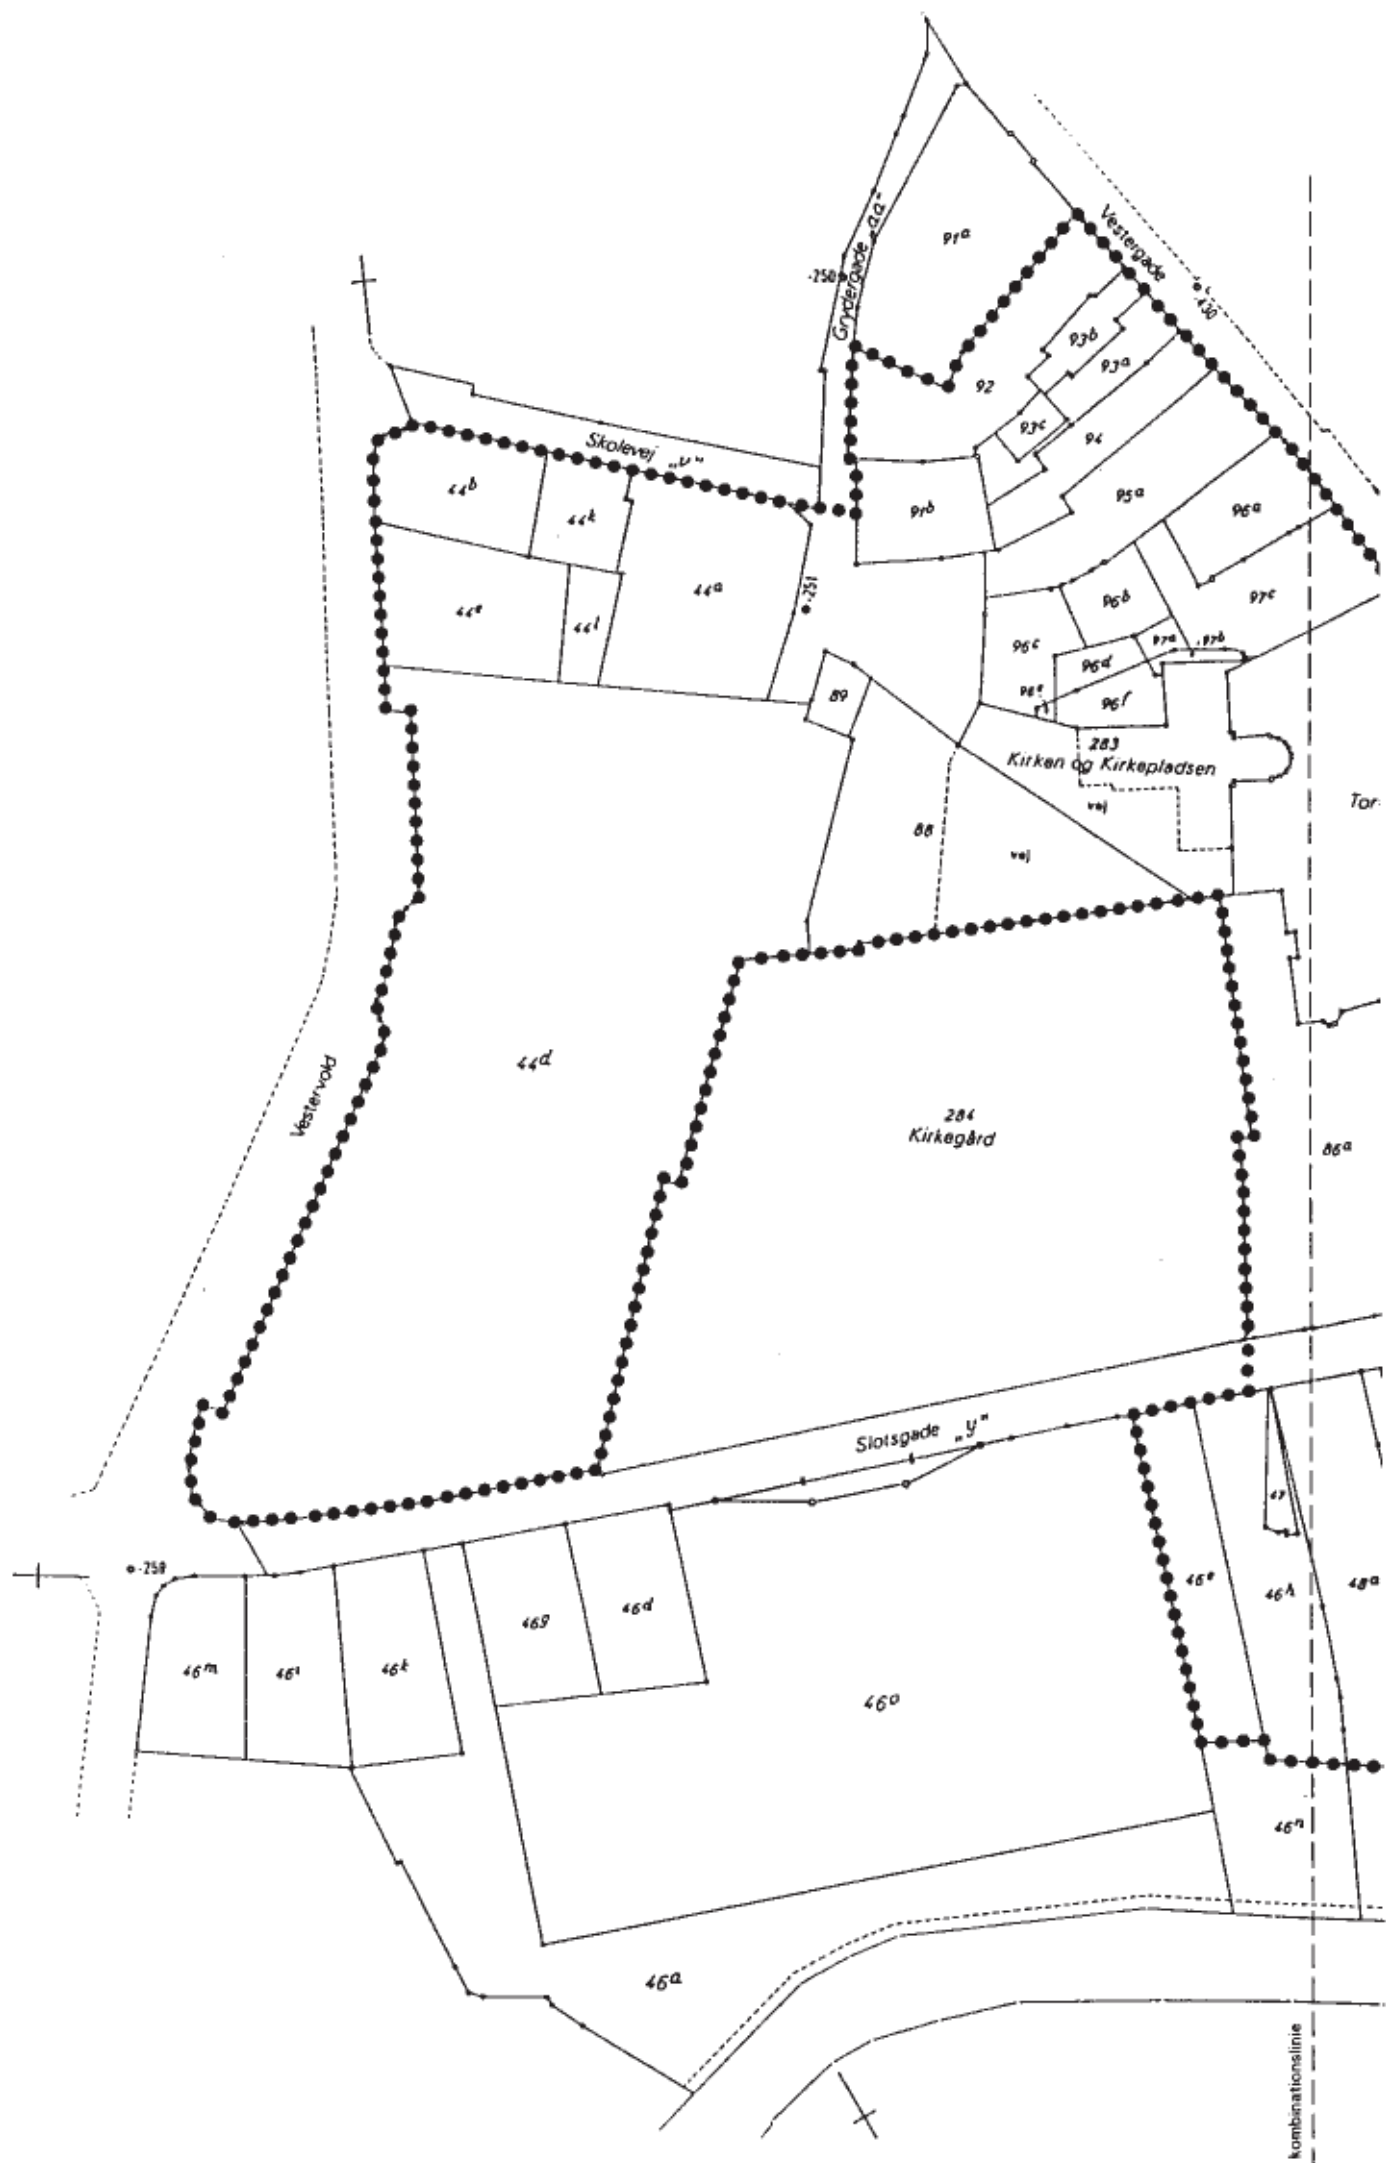 Vestergade
91a
Grydergade „aa"
-250
.430
93b
93a
92
93c
94
Skolevej „v"
44b
44k
91b
95a
96a
44a
-251
96b
97c
44e
44l
96c
97a
97b
96d
89
96e
96f
283
Kirken og Kirkepladsen
vej
Tor
88
vej
44d
Vestervold
284
Kirkegård
86a
Slotsgade „y"
47
-259
46e
46h
48a
46g
46d
46m
46i
46k
46o
46n
46a
kombinationslinie